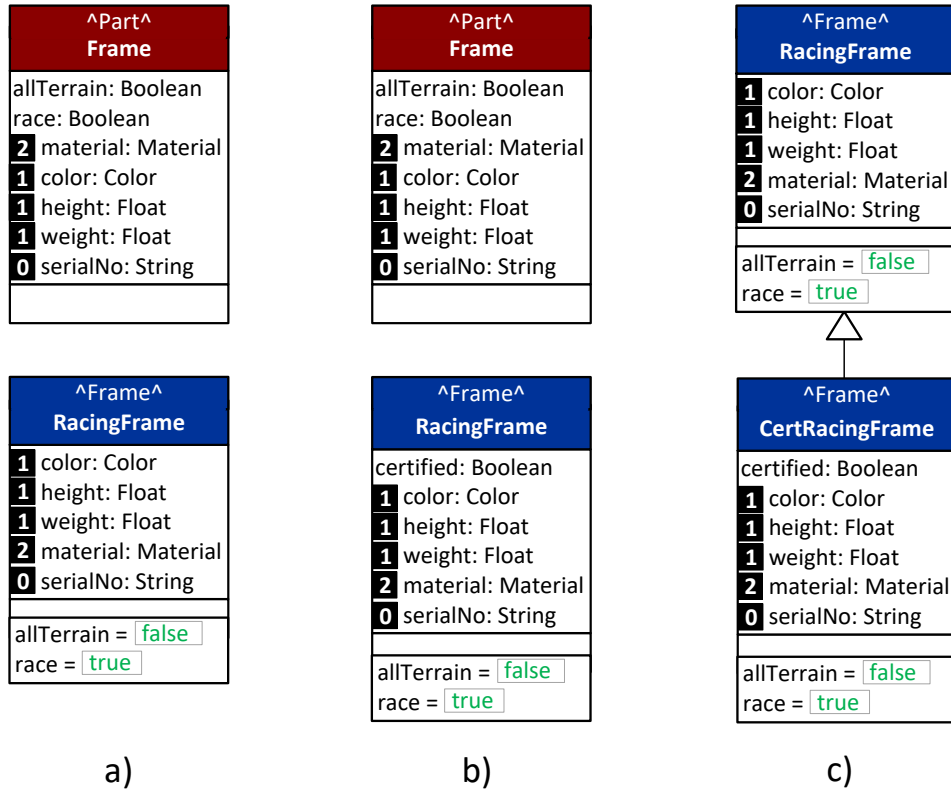 ^Part^
Frame
allTerrain: Boolean
race: Boolean
2 material: Material
1 color: Color
1 height: Float
1 weight: Float
0 serialNo: String
^Frame^
RacingFrame
1 color: Color
1 height: Float
1 weight: Float
2 material: Material
0 serialNo: String
allTerrain = false
race = true
a)
^Part^
Frame
allTerrain: Boolean
race: Boolean
2 material: Material
1 color: Color
1 height: Float
1 weight: Float
0 serialNo: String
^Frame^
RacingFrame
certified: Boolean
1 color: Color
1 height: Float
1 weight: Float
2 material: Material
0 serialNo: String
allTerrain = false
race = true
b)
^Frame^
RacingFrame
1 color: Color
1 height: Float
1 weight: Float
2 material: Material
0 serialNo: String
allTerrain = false
race = true
^Frame^
CertRacingFrame
certified: Boolean
1 color: Color
1 height: Float
1 weight: Float
2 material: Material
0 serialNo: String
allTerrain = false
race = true
c)